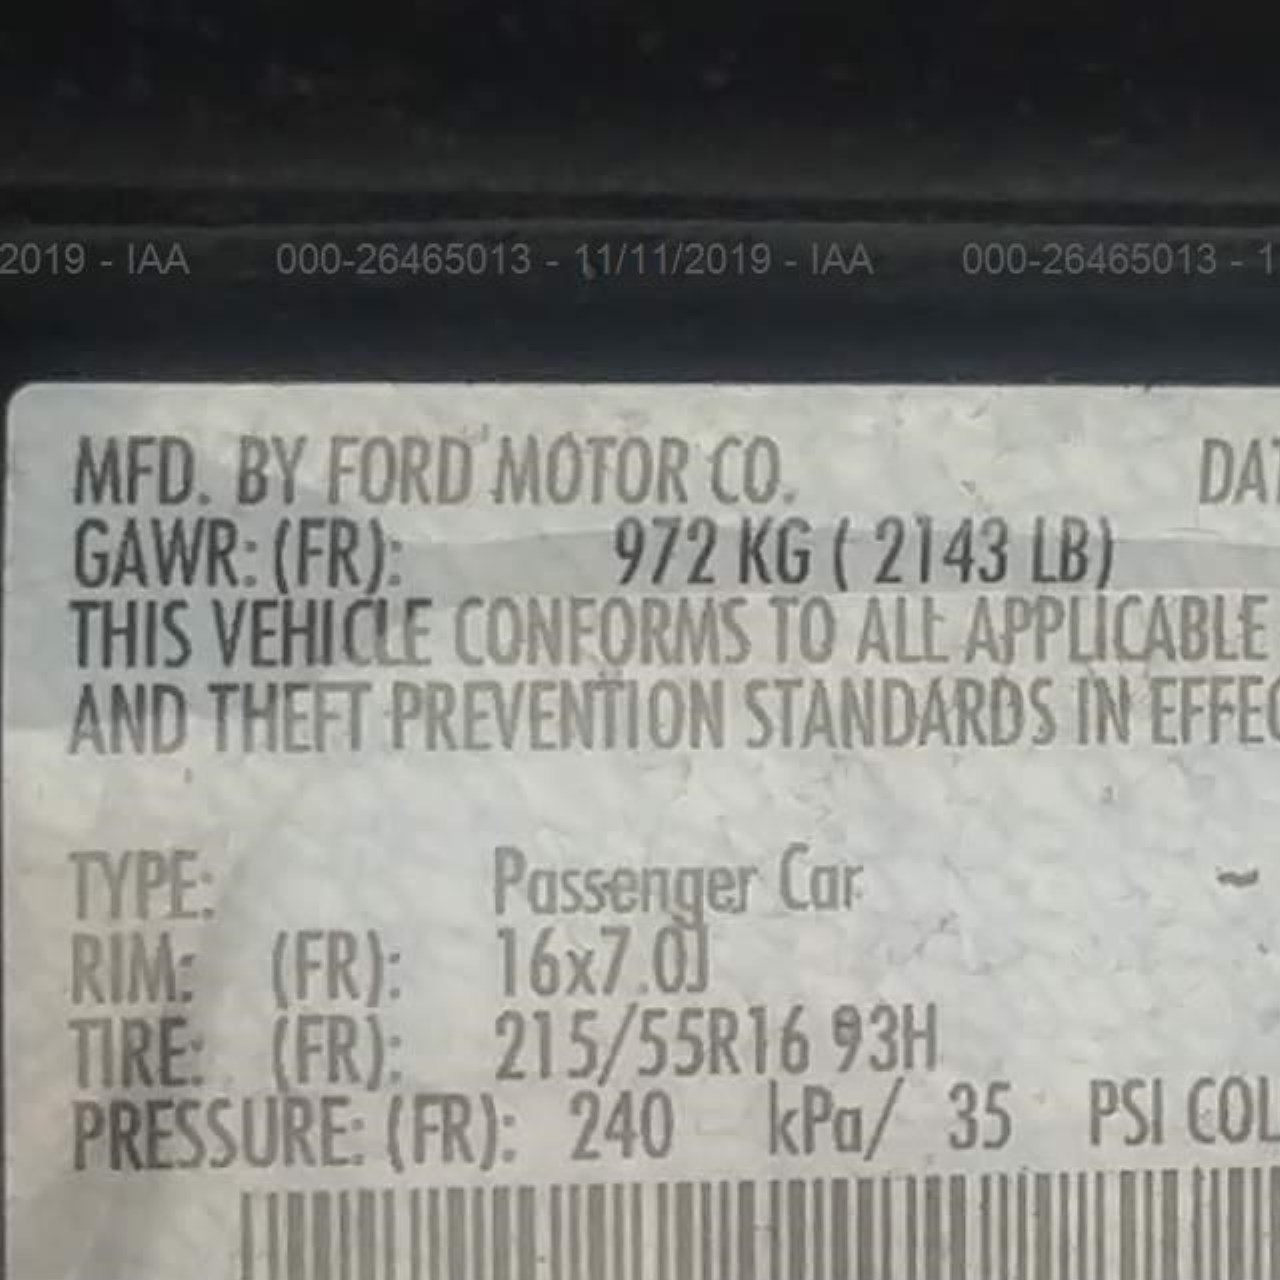 2019 - IAA 000-26465013 - 11/11/2019 - IAA 000-26465013 - 1
MFD. BY FORD MOTOR CO. DAT
GAWR: (FR): 972 KG ( 2143 LB)
THIS VEHICLE CONFORMS TO ALL APPLICABLE
AND THEFT PREVENTION STANDARDS IN EFFEC
TYPE: Passenger Car
RIM: (FR): 16x7.0J
TIRE: (FR): 215/55R16 93H
PRESSURE: (FR): 240 kPa/ 35 PSI COL